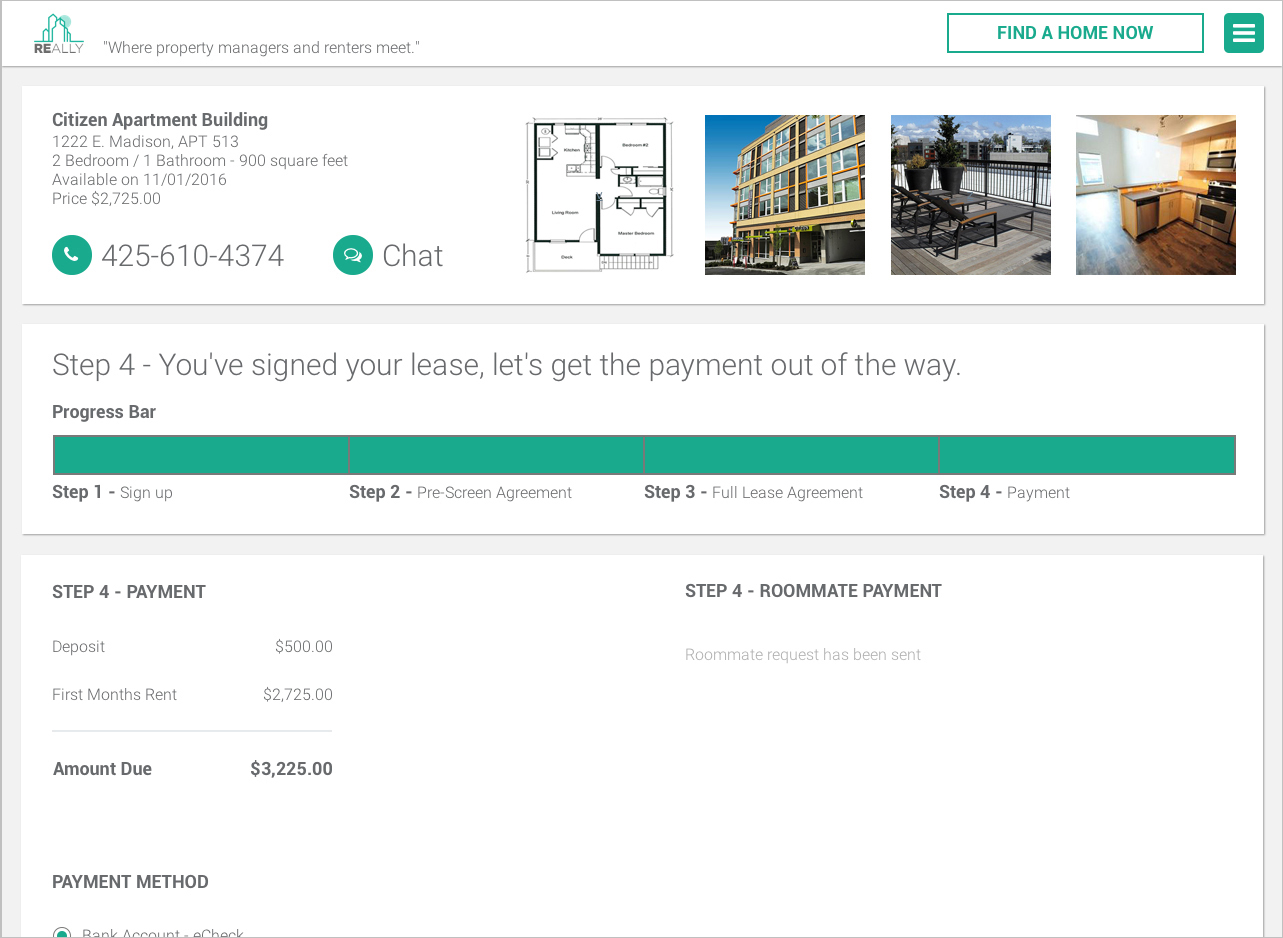 REALLY
"Where property managers and renters meet."
FIND A HOME NOW
Citizen Apartment Building
1222 E. Madison, APT 513
2 Bedroom / 1 Bathroom - 900 square feet
Available on 11/01/2016
Price $2,725.00
425-610-4374
Chat
Kitchen
Bedroom #2
Living Room
Master Bedroom
Deck
Step 4 - You've signed your lease, let's get the payment out of the way.
Progress Bar
Step 1 - Sign up
Step 2 - Pre-Screen Agreement
Step 3 - Full Lease Agreement
Step 4 - Payment
STEP 4 - PAYMENT
Deposit $500.00
First Months Rent $2,725.00
Amount Due $3,225.00
STEP 4 - ROOMMATE PAYMENT
Roommate request has been sent
PAYMENT METHOD
Bank Account - eCheck